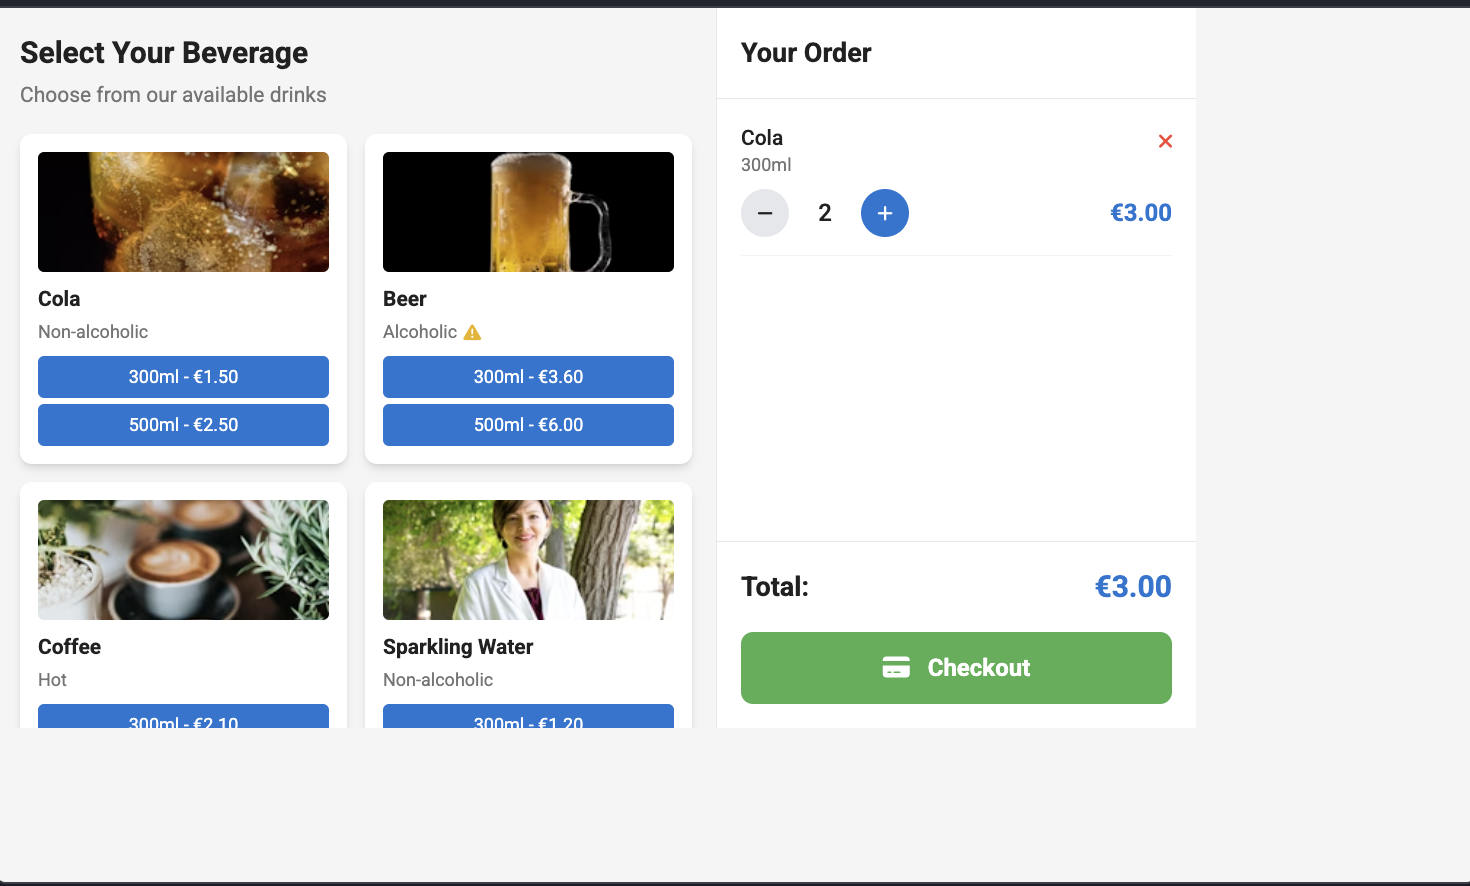 Select Your Beverage
Choose from our available drinks
Cola
Non-alcoholic
300ml - €1.50
500ml - €2.50
Beer
Alcoholic
300ml - €3.60
500ml - €6.00
Coffee
Hot
300ml - €2.10
Sparkling Water
Non-alcoholic
300ml - €1.20
Your Order
Cola
300ml
− 2 + €3.00
Total: €3.00
Checkout